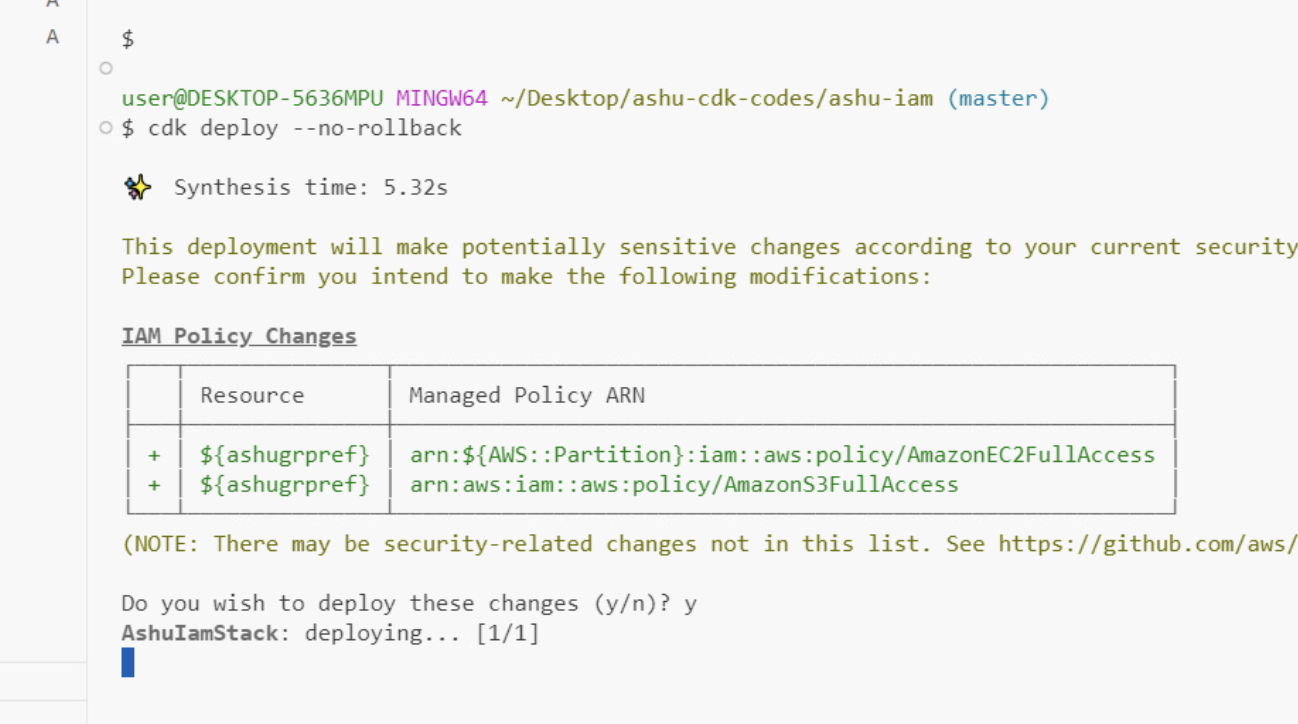 A
A
$
user@DESKTOP-5636MPU MINGW64 ~/Desktop/ashu-cdk-codes/ashu-iam (master)
$ cdk deploy --no-rollback
✨ Synthesis time: 5.32s
This deployment will make potentially sensitive changes according to your current security
Please confirm you intend to make the following modifications:
IAM Policy Changes
Resource Managed Policy ARN
+ ${ashugrpref} arn:${AWS::Partition}:iam::aws:policy/AmazonEC2FullAccess
+ ${ashugrpref} arn:aws:iam::aws:policy/AmazonS3FullAccess
(NOTE: There may be security-related changes not in this list. See https://github.com/aws/
Do you wish to deploy these changes (y/n)? y
AshuIamStack: deploying... [1/1]